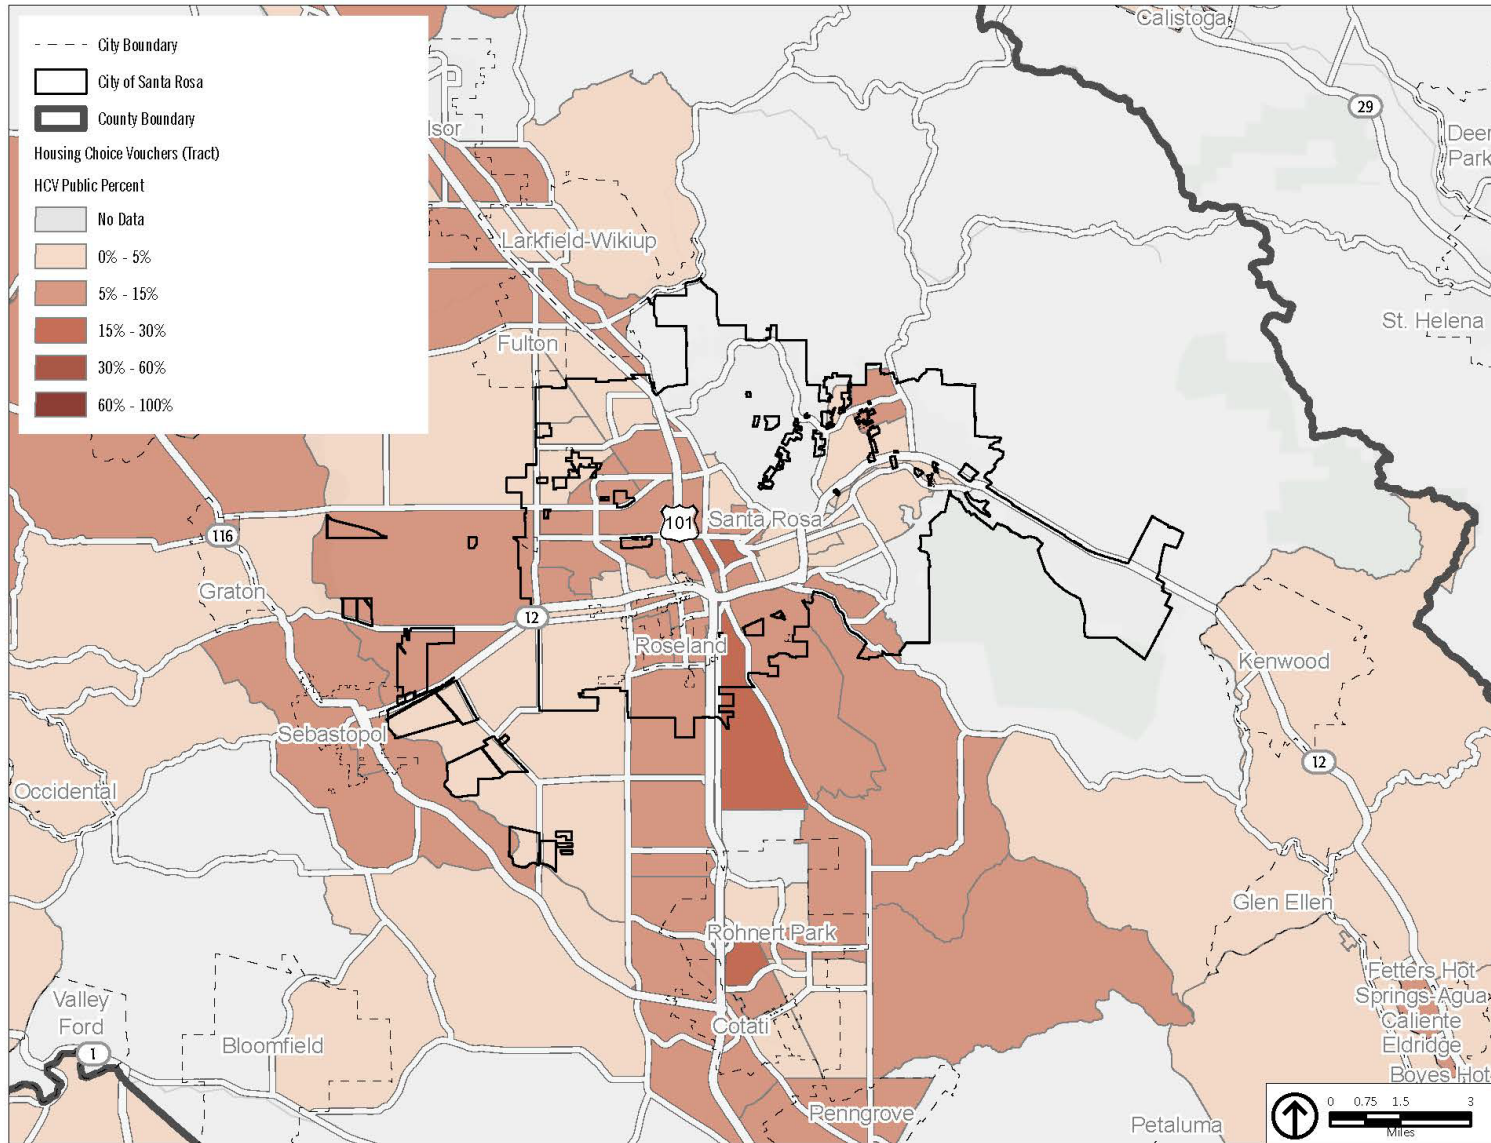 City Boundary
City of Santa Rosa
County Boundary
Housing Choice Vouchers (Tract)
HCV Public Percent
No Data
0% - 5%
5% - 15%
15% - 30%
30% - 60%
60% - 100%
Calistoga
29
Deer
Park
lsor
Larkfield-Wikiup
St. Helena
Fulton
101
Santa Rosa
116
Graton
12
Roseland
Kenwood
Sebastopol
12
Occidental
Glen Ellen
Rohnert Park
Fetters Hot
Springs-Agua
Caliente
Eldridge
Valley
Ford
Cotati
1
Bloomfield
Boyes Hot
Penngrove
Petaluma
0 0.75 1.5 3
Miles